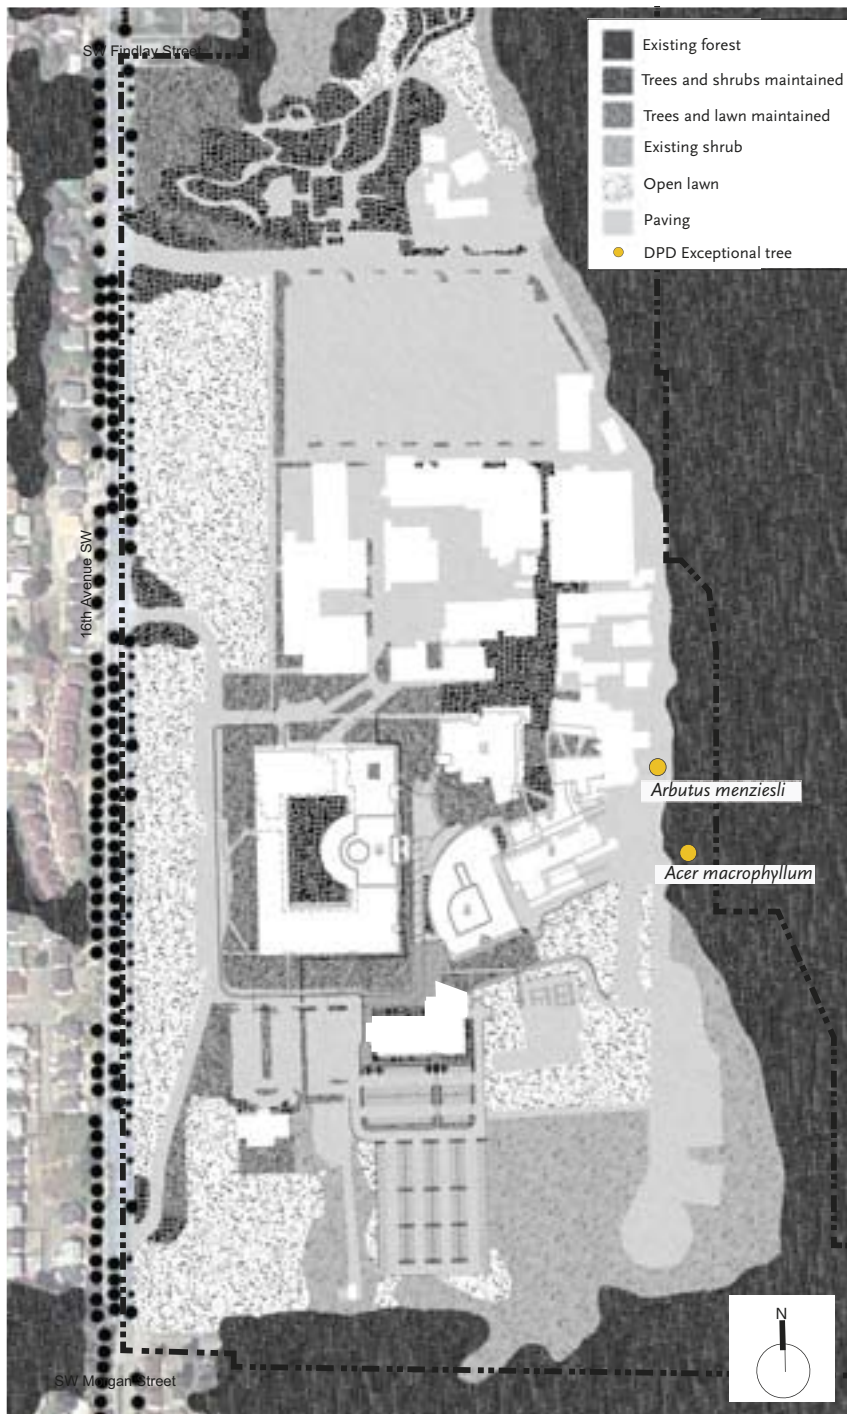 SW Findlay Street
Existing forest
Trees and shrubs maintained
Trees and lawn maintained
Existing shrub
Open lawn
Paving
DPD Exceptional tree
16th Avenue SW
Arbutus menziesli
Acer macrophyllum
N
SW Morgan Street